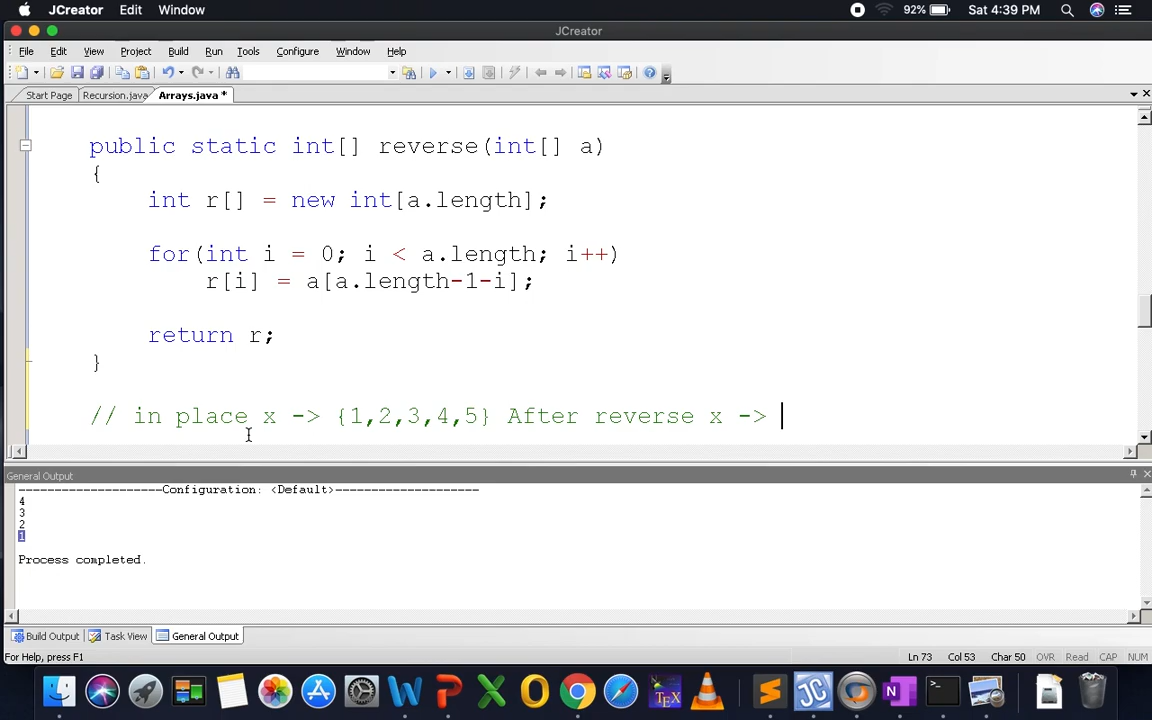 JCreator Edit Window 92% Sat 4:39 PM
JCreator
File Edit View Project Build Run Tools Configure Window Help
Start Page Recursion.java Arrays.java *
public static int[] reverse(int[] a)
{
int r[] = new int[a.length];
for(int i = 0; i < a.length; i++)
r[i] = a[a.length-1-i];
return r;
}
// in place x -> {1,2,3,4,5} After reverse x ->
General Output
--------------------Configuration: <Default>--------------------
4
3
2
1
Process completed.
Build Output Task View General Output
For Help, press F1 Ln 73 Col 53 Char 50 OVR Read CAP NUM